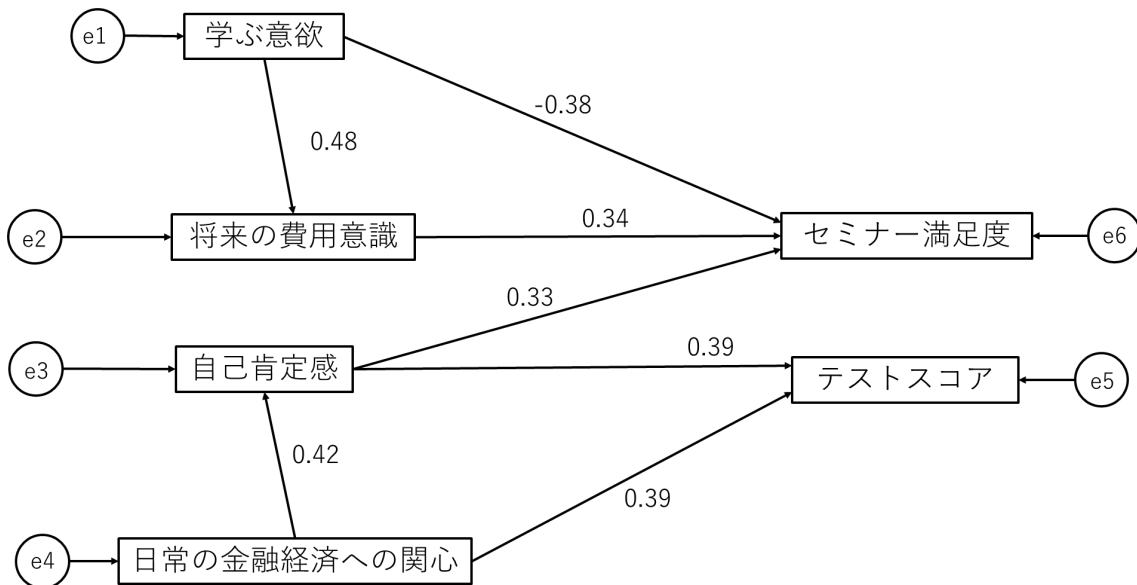 e1
学ぶ意欲
-0.38
0.48
e2
将来の費用意識
0.34
セミナー満足度
e6
0.33
e3
自己肯定感
0.39
テストスコア
e5
0.42
0.39
e4
日常の金融経済への関心